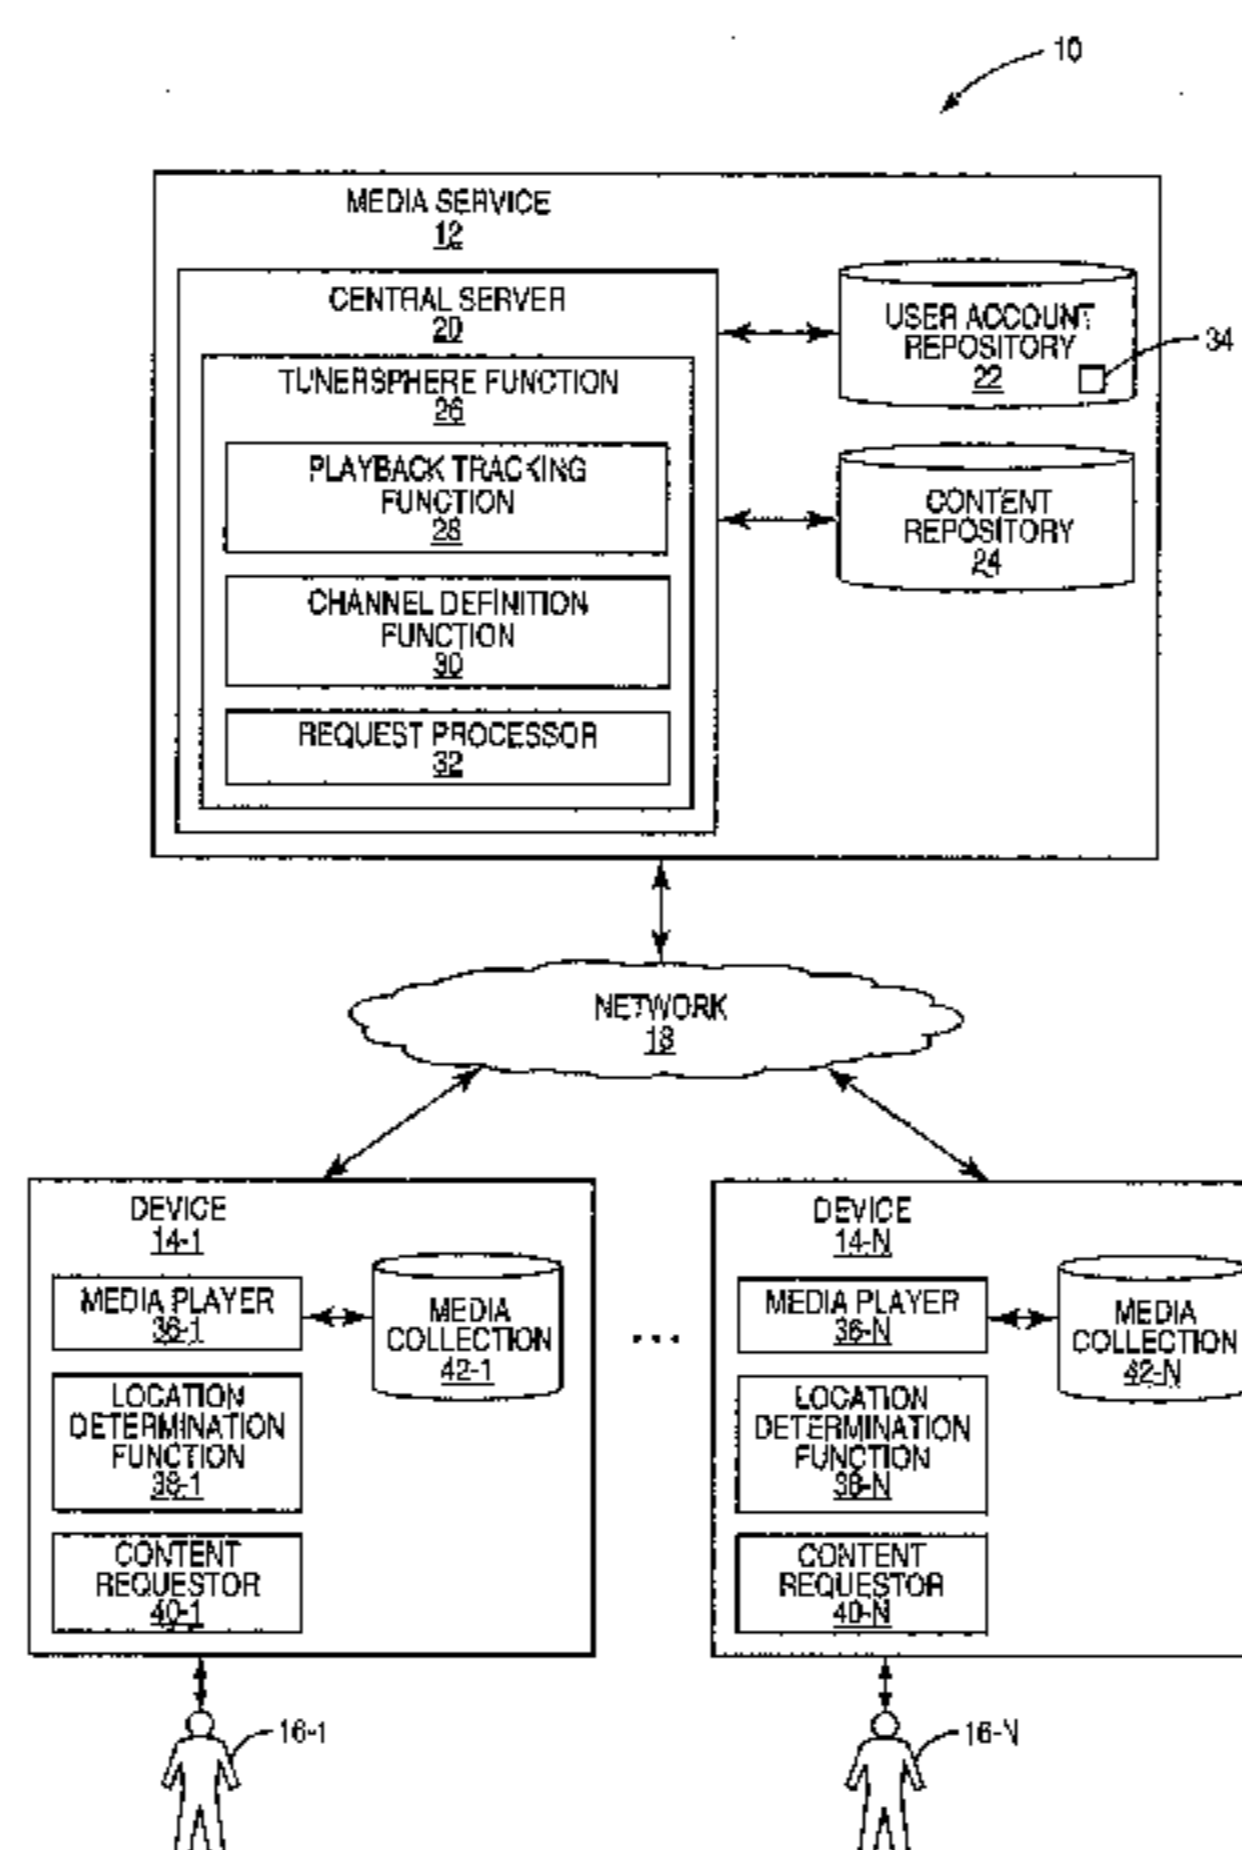 10
MEDIA SERVICE
12
CENTRAL SERVER
20
TUNERSPHERE FUNCTION
26
PLAYBACK TRACKING
FUNCTION
28
CHANNEL DEFINITION
FUNCTION
30
REQUEST PROCESSOR
32
USER ACCOUNT
REPOSITORY
22
34
CONTENT
REPOSITORY
24
NETWORK
18
DEVICE
14-1
MEDIA PLAYER
36-1
MEDIA
COLLECTION
42-1
LOCATION
DETERMINATION
FUNCTION
38-1
CONTENT
REQUESTOR
40-1
16-1
...
DEVICE
14-N
MEDIA PLAYER
36-N
MEDIA
COLLECTION
42-N
LOCATION
DETERMINATION
FUNCTION
38-N
CONTENT
REQUESTOR
40-N
16-N